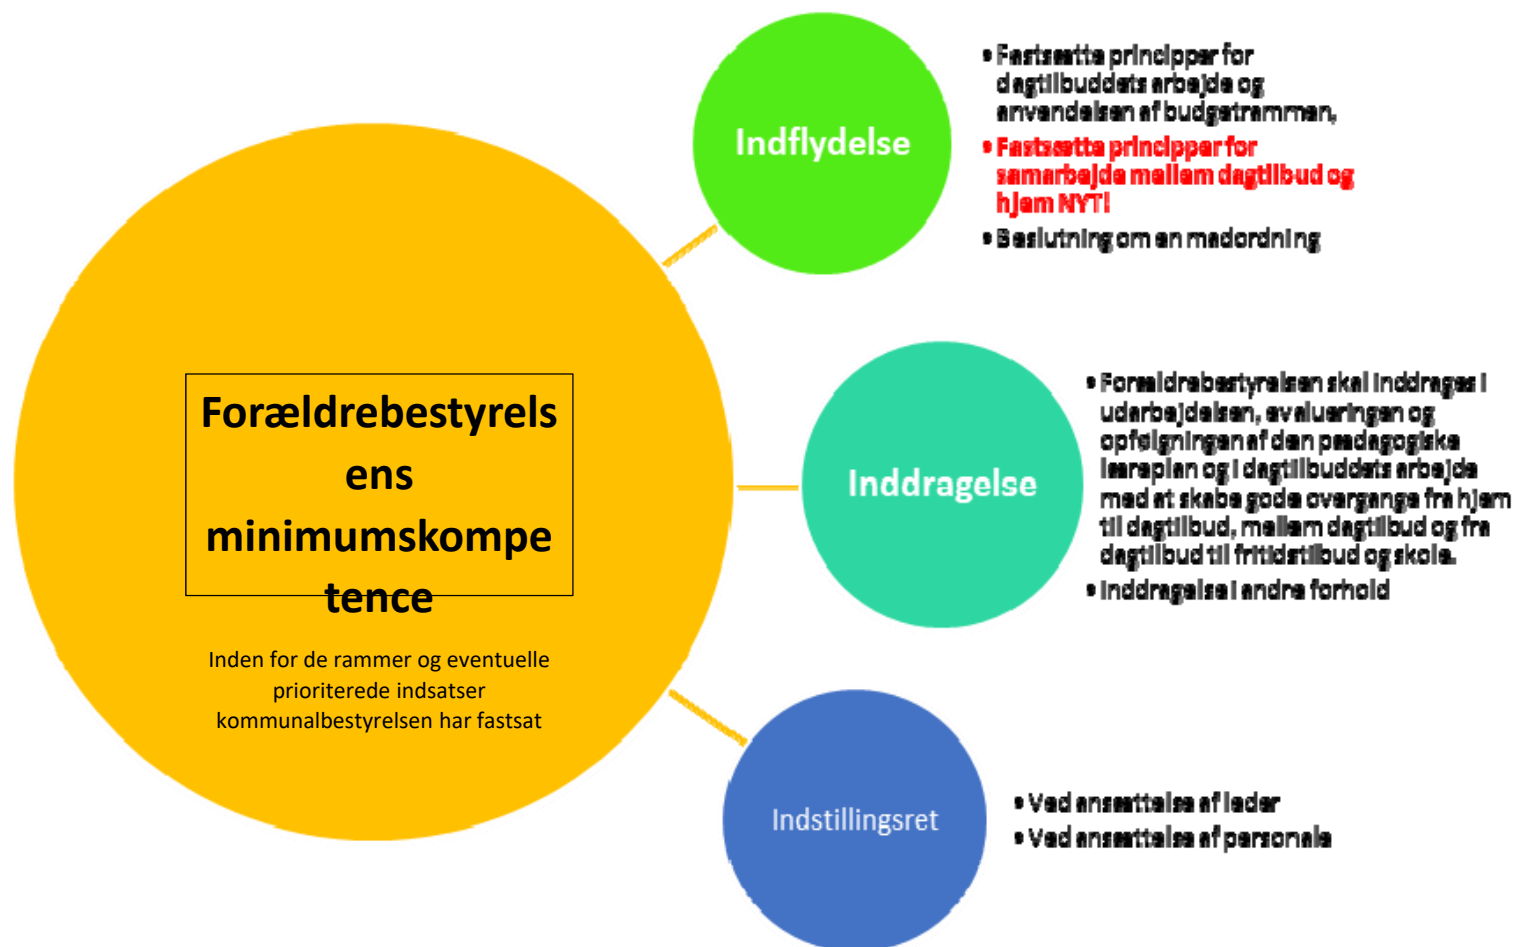 Forældrebestyrels
ens
minimumskompe
tence
Inden for de rammer og eventuelle
prioriterede indsatser
kommunalbestyrelsen har fastsat
Indflydelse
• Fastsætte principper for
dagtilbuddets arbejde og
anvendelsen af budgetrammen,
• Fastsætte principper for
samarbejde mellem dagtilbud og
hjem NYT!
• Beslutning om en madordning
Inddragelse
• Forældrebestyrelsen skal inddrages i
udarbejdelsen, evalueringen og
opfølgningen af den pædagogiske
læreplan og i dagtilbuddets arbejde
med at skabe gode overgange fra hjem
til dagtilbud, mellem dagtilbud og fra
dagtilbud til fritidstilbud og skole.
• Inddragelse i andre forhold
Indstillingsret
• Ved ansættelse af leder
• Ved ansættelse af personale